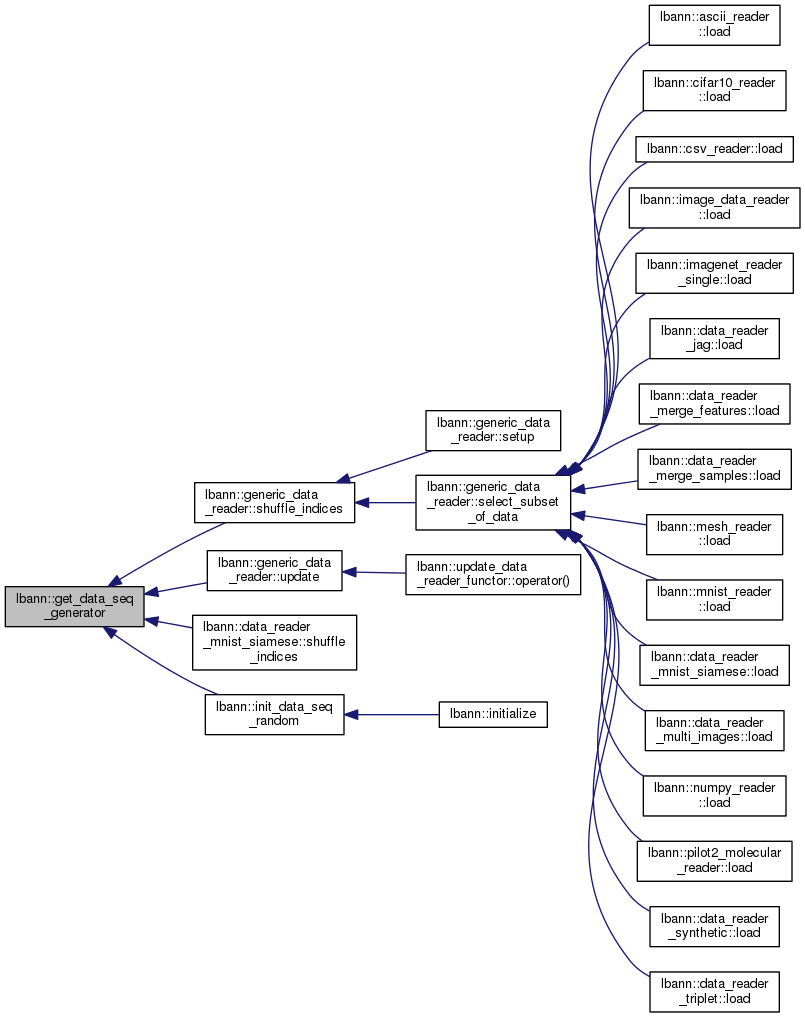 lbann::get_data_seq
_generator
lbann::generic_data
_reader::shuffle_indices
lbann::generic_data
_reader::update
lbann::data_reader
_mnist_siamese::shuffle
_indices
lbann::init_data_seq
_random
lbann::generic_data
_reader::setup
lbann::generic_data
_reader::select_subset
_of_data
lbann::update_data
_reader_functor::operator()
lbann::initialize
lbann::ascii_reader
::load
lbann::cifar10_reader
::load
lbann::csv_reader::load
lbann::image_data_reader
::load
lbann::imagenet_reader
_single::load
lbann::data_reader
_jag::load
lbann::data_reader
_merge_features::load
lbann::data_reader
_merge_samples::load
lbann::mesh_reader
::load
lbann::mnist_reader
::load
lbann::data_reader
_mnist_siamese::load
lbann::data_reader
_multi_images::load
lbann::numpy_reader
::load
lbann::pilot2_molecular
_reader::load
lbann::data_reader
_synthetic::load
lbann::data_reader
_triplet::load